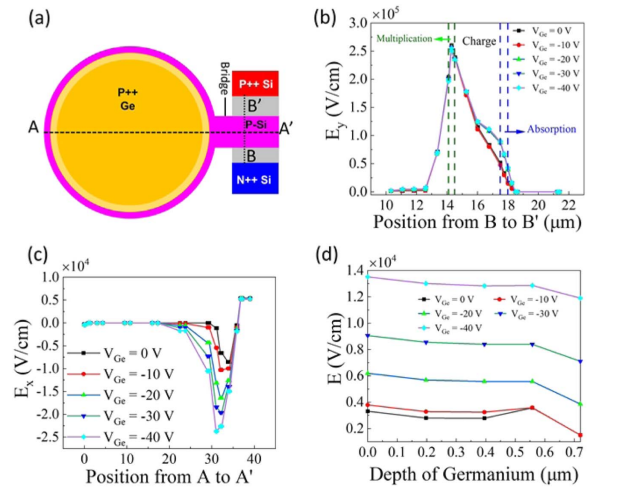 (a)
P++
Ge
Bridge
P++ Si
B'
P-Si
A
A'
B
N++ Si
(b)
×10⁵
3.0
2.5
2.0
1.5
1.0
0.5
0.0
E_y (V/cm)
Multiplication
Charge
Absorption
V_Ge = 0 V
V_Ge = -10 V
V_Ge = -20 V
V_Ge = -30 V
V_Ge = -40 V
10 12 14 16 18 20 22
Position from B to B' (μm)
(c)
×10⁴
1.0
0.5
0.0
-0.5
-1.0
-1.5
-2.0
-2.5
E_x (V/cm)
V_Ge = 0 V
V_Ge = -10 V
V_Ge = -20 V
V_Ge = -30 V
V_Ge = -40 V
0 10 20 30 40
Position from A to A'
(d)
×10⁴
1.4
1.2
1.0
0.8
0.6
0.4
0.2
E (V/cm)
V_Ge = 0 V V_Ge = -10 V
V_Ge = -20 V V_Ge = -30 V
V_Ge = -40 V
0.0 0.1 0.2 0.3 0.4 0.5 0.6 0.7
Depth of Germanium (μm)